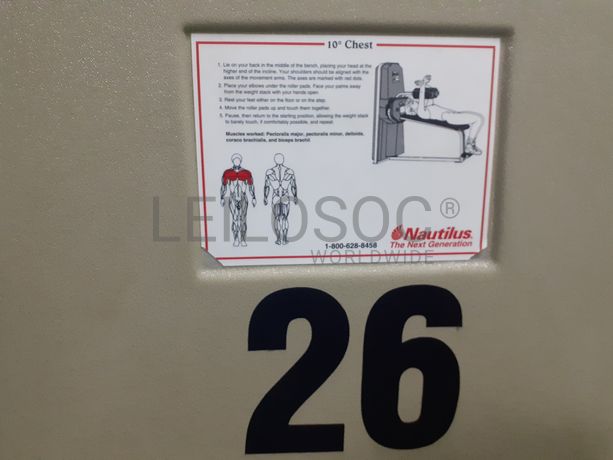 10° Chest
1. Lie on your back in the middle of the bench, placing your head at the
higher end of the incline. Your shoulders should be aligned with the
axes of the movement arms. The axes are marked with red dots.
2. Place your elbows under the roller pads. Face your palms away
from the weight stack with your hands open.
3. Rest your feet either on the floor or on the step.
4. Move the roller pads up and touch them together.
5. Pause, then return to the starting position, allowing the weight stack
to barely touch, if comfortably possible, and repeat.
Muscles worked: Pectoralis major, pectoralis minor, deltoids,
coraco brachialis, and biceps brachii.
LEILOSOC®
WORLDWIDE
1-800-628-8458
Nautilus
The Next Generation
26